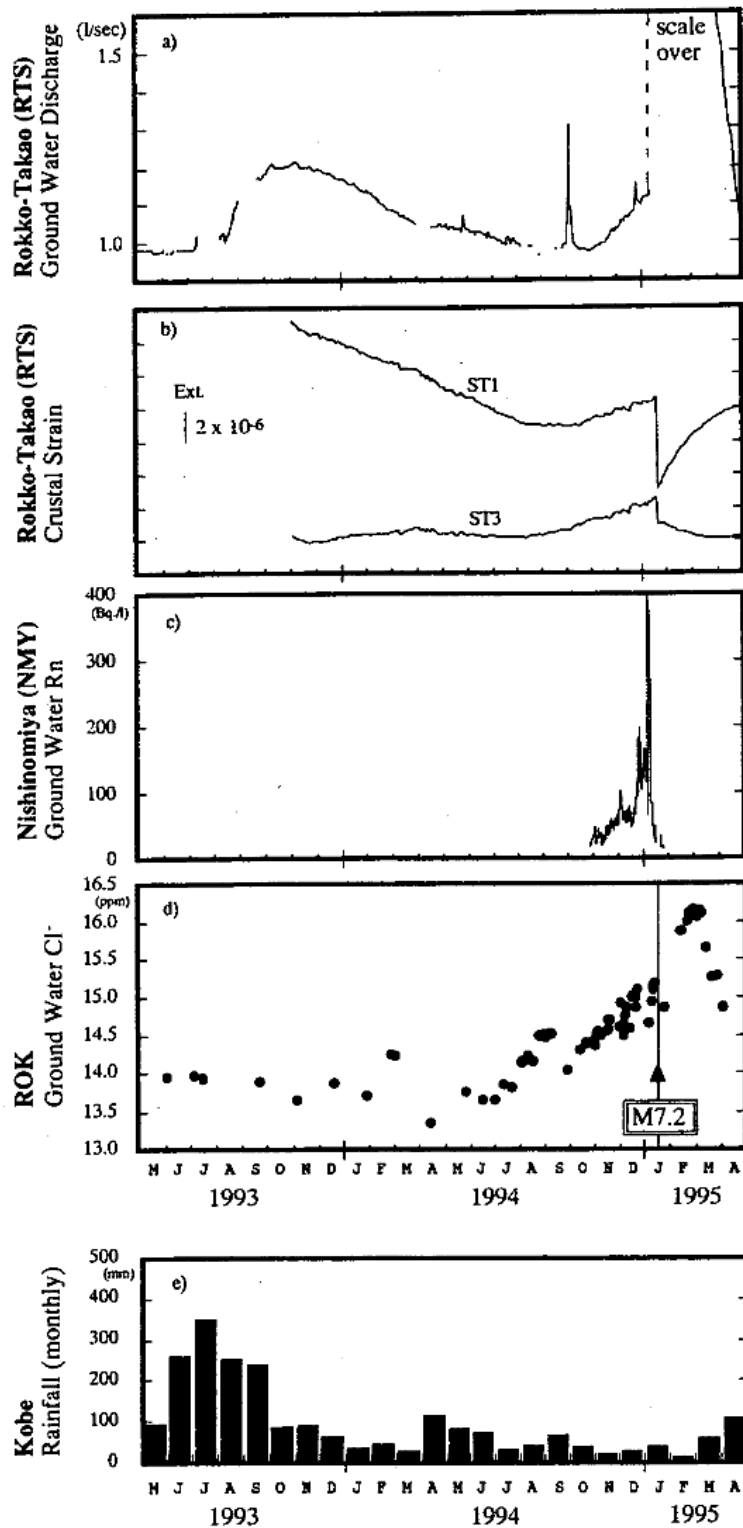 Rokko-Takao (RTS)
Ground Water Discharge
(l/sec)
1.5
1.0
a)
scale
over
Rokko-Takao (RTS)
Crustal Strain
b)
Ext.
2 x 10-6
ST1
ST3
Nishinomiya (NMY)
Ground Water Rn
400
(Bq./l)
300
200
100
0
c)
ROK
Ground Water Cl-
16.5
(ppm)
16.0
15.5
15.0
14.5
14.0
13.5
13.0
d)
M7.2
M J J A S O N D J F M A M J J A S O N D J F M A
1993 1994 1995
Kobe
Rainfall (monthly)
500
(mm)
400
300
200
100
0
e)
M J J A S O N D J F M A M J J A S O N D J F M A
1993 1994 1995